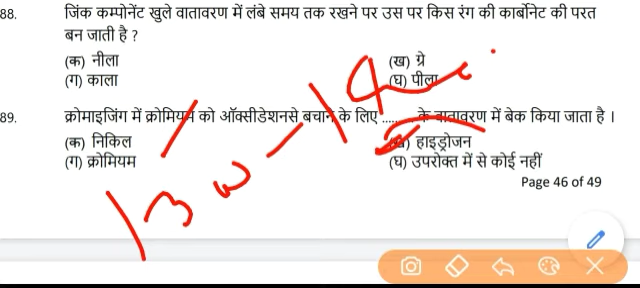 88. जिंक कम्पोनेंट खुले वातावरण में लंबे समय तक रखने पर उस पर किस रंग की कार्बोनेट की परत
बन जाती है ?
(क) नीला (ख) ग्रे
(ग) काला (घ) पीला
89. क्रोमाइजिंग में क्रोमियम को ऑक्सीडेशनसे बचाने के लिए ........ के वातावरण में बेक किया जाता है ।
(क) निकिल (ख) हाइड्रोजन
(ग) क्रोमियम (घ) उपरोक्त में से कोई नहीं
Page 46 of 49